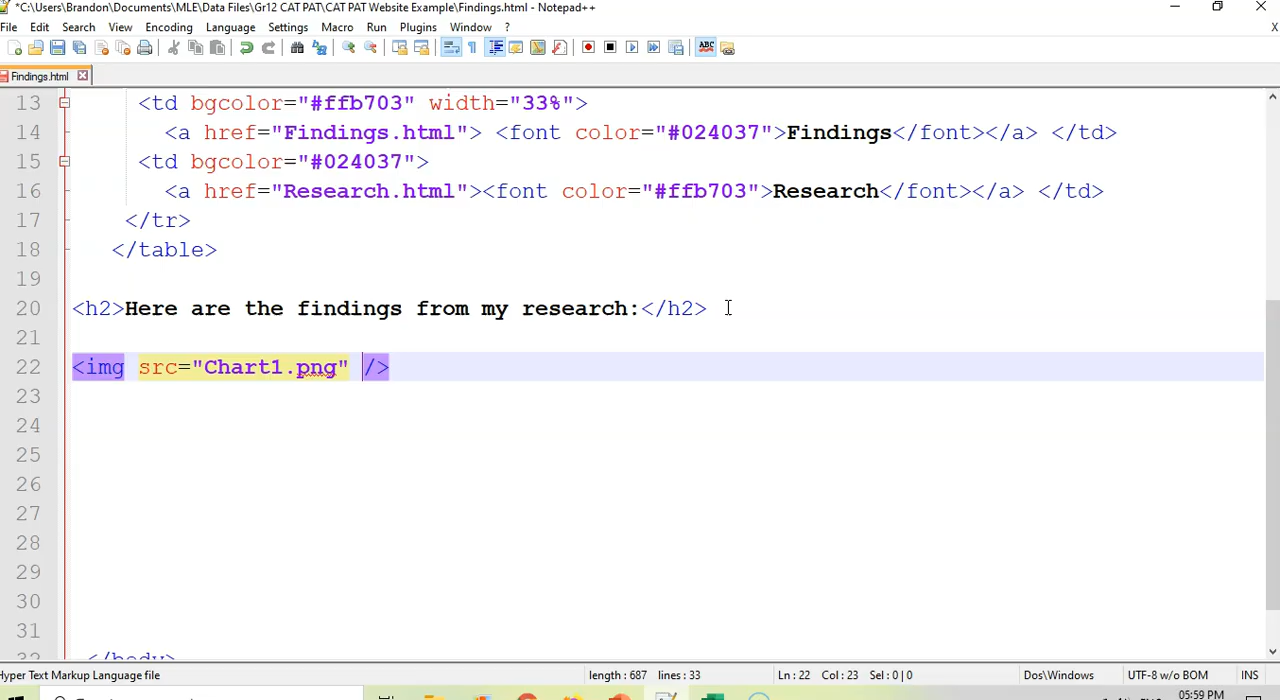 *C:\Users\Brandon\Documents\MLE\Data Files\Gr12 CAT PAT\CAT PAT Website Example\Findings.html - Notepad++
File Edit Search View Encoding Language Settings Macro Run Plugins Window ? X
Findings.html
13 <td bgcolor="#ffb703" width="33%">
14 <a href="Findings.html"> <font color="#024037">Findings</font></a> </td>
15 <td bgcolor="#024037">
16 <a href="Research.html"><font color="#ffb703">Research</font></a> </td>
17 </tr>
18 </table>
19
20 <h2>Here are the findings from my research:</h2>
21
22 <img src="Chart1.png" />
23
24
25
26
27
28
29
30
31
32 </body>
Hyper Text Markup Language file length : 687 lines : 33 Ln : 22 Col : 23 Sel : 0 | 0 Dos\Windows UTF-8 w/o BOM INS
05:59 PM